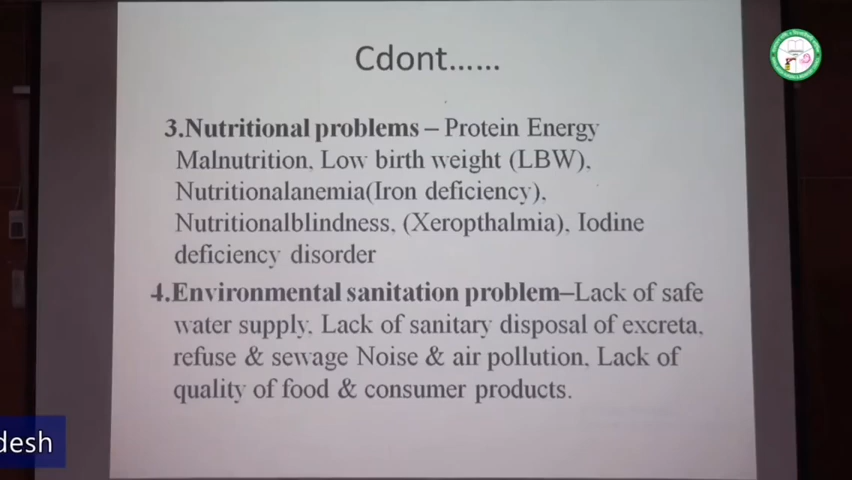 Cdont......
3.Nutritional problems – Protein Energy
Malnutrition, Low birth weight (LBW),
Nutritionalanemia(Iron deficiency),
Nutritionalblindness, (Xeropthalmia), Iodine
deficiency disorder
4.Environmental sanitation problem–Lack of safe
water supply, Lack of sanitary disposal of excreta,
refuse & sewage Noise & air pollution, Lack of
quality of food & consumer products.
desh